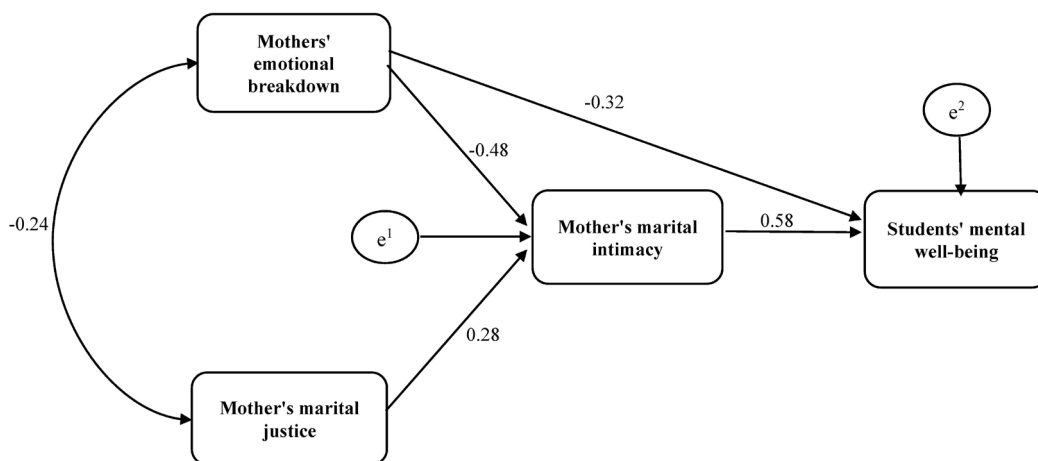 Mothers'
emotional
breakdown
-0.32
e2
-0.48
-0.24
e1
Mother's marital
intimacy
0.58
Students' mental
well-being
0.28
Mother's marital
justice